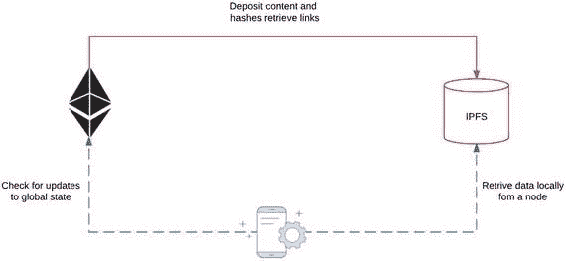 Deposit content and
hashes retrieve links
IPFS
Check for updates
to global state
Retrive data locally
fom a node